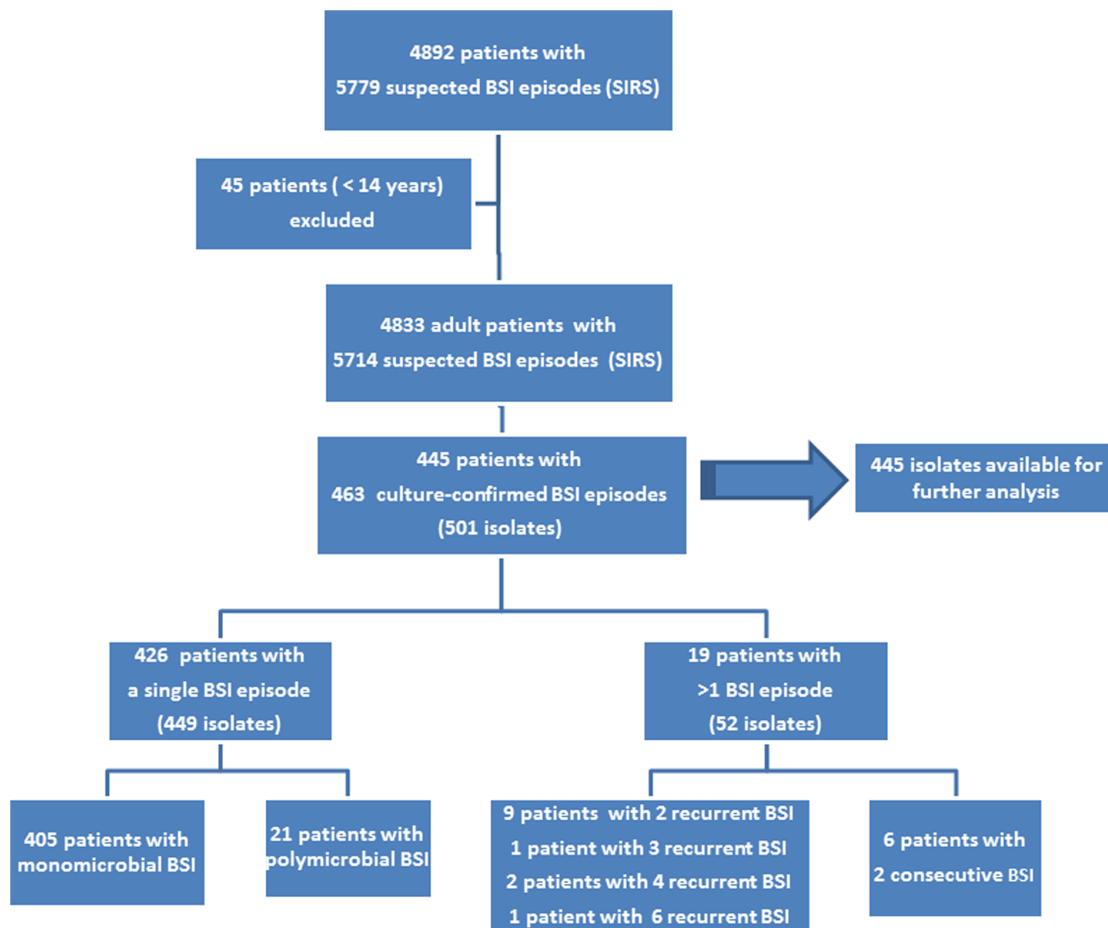 4892 patients with
5779 suspected BSI episodes (SIRS)
45 patients ( < 14 years)
excluded
4833 adult patients with
5714 suspected BSI episodes (SIRS)
445 patients with
463 culture-confirmed BSI episodes
(501 isolates)
445 isolates available for
further analysis
426 patients with
a single BSI episode
(449 isolates)
19 patients with
>1 BSI episode
(52 isolates)
405 patients with
monomicrobial BSI
21 patients with
polymicrobial BSI
9 patients with 2 recurrent BSI
1 patient with 3 recurrent BSI
2 patients with 4 recurrent BSI
1 patient with 6 recurrent BSI
6 patients with
2 consecutive BSI